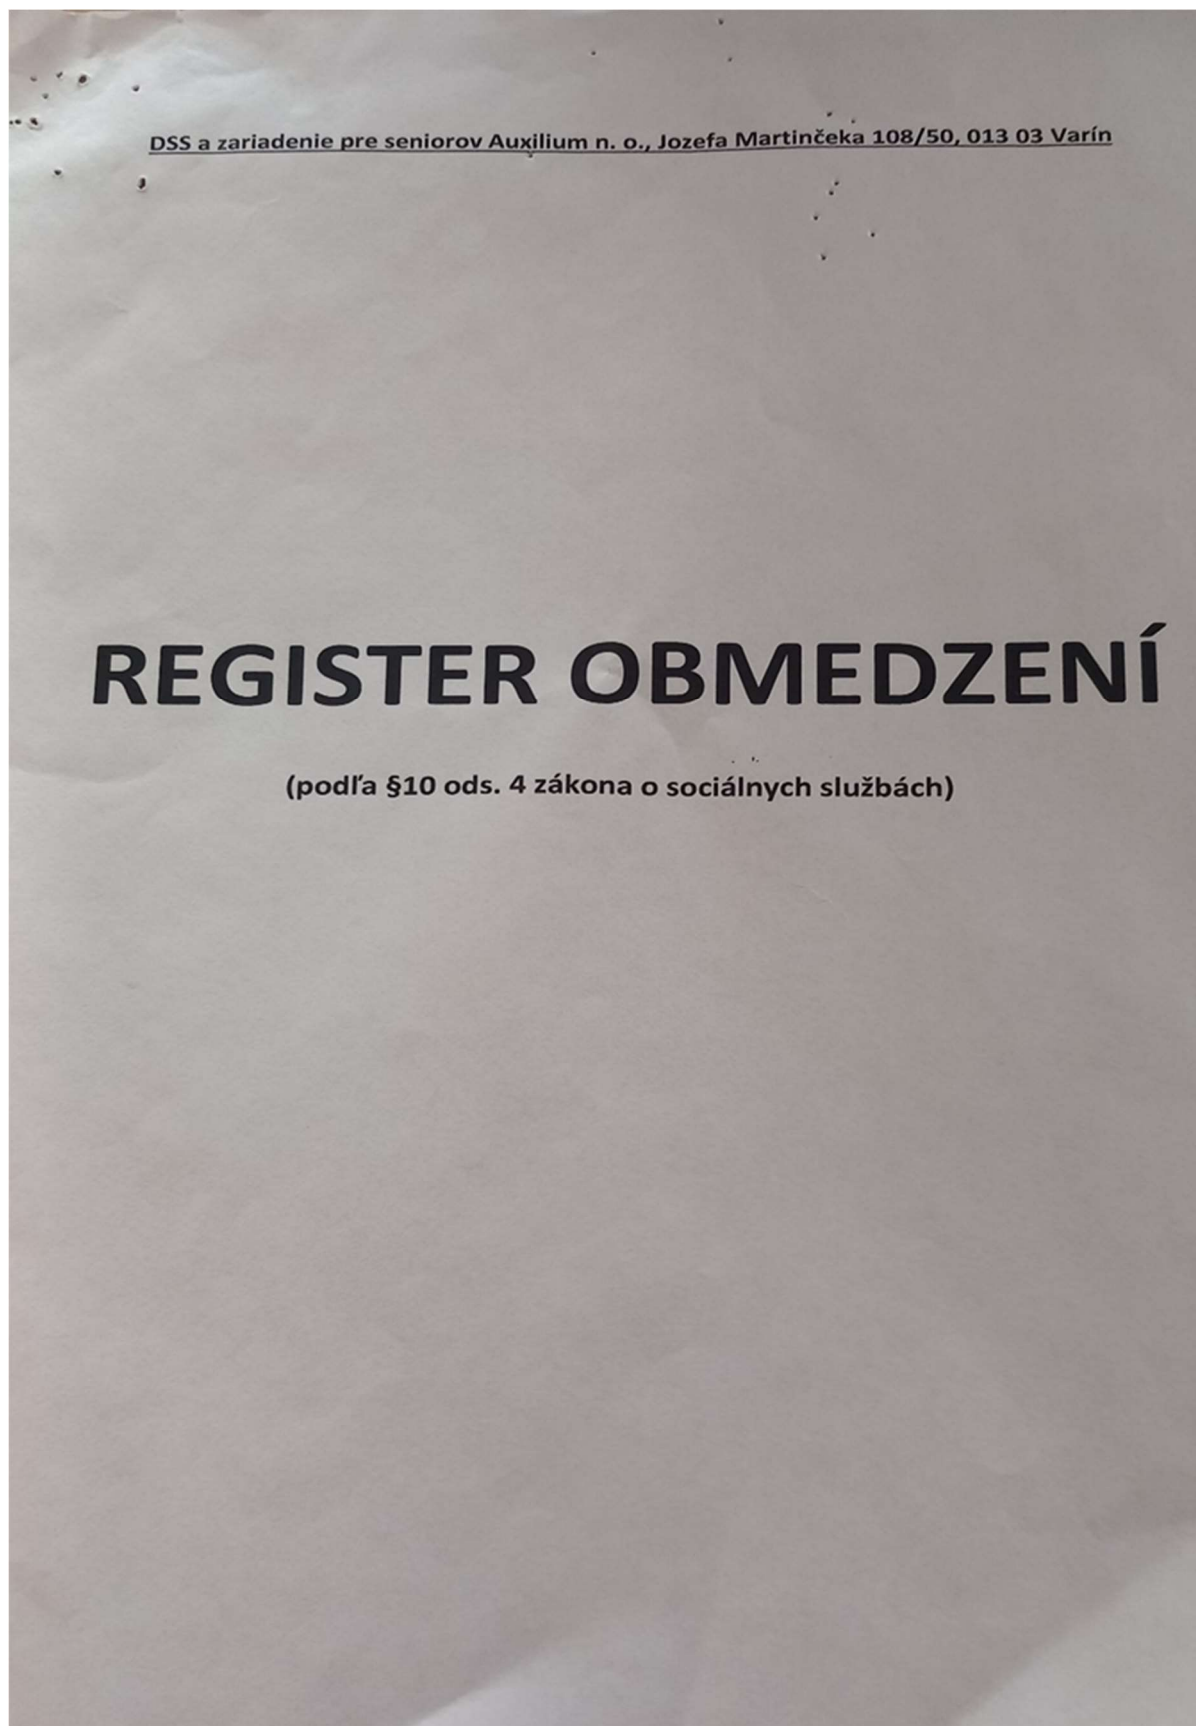 DSS a zariadenie pre seniorov Auxilium n. o., Jozefa Martinčeka 108/50, 013 03 Varín
REGISTER OBMEDZENÍ
(podľa §10 ods. 4 zákona o sociálnych službách)